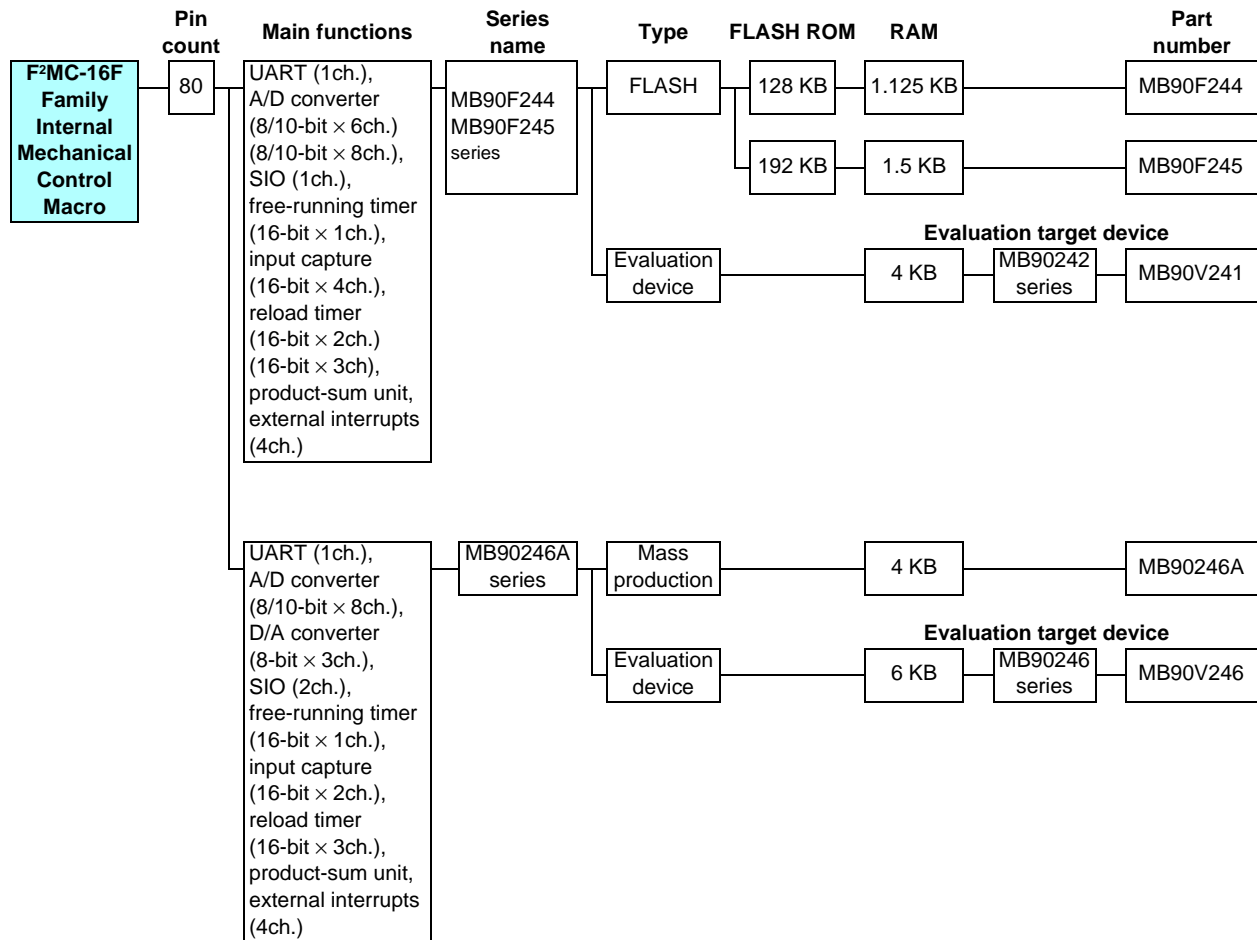 Pin count
Main functions
Series name
Type
FLASH ROM
RAM
Part number
F²MC-16F
Family
Internal
Mechanical
Control
Macro
80
UART (1ch.),
A/D converter
(8/10-bit × 6ch.)
(8/10-bit × 8ch.),
SIO (1ch.),
free-running timer
(16-bit × 1ch.),
input capture
(16-bit × 4ch.),
reload timer
(16-bit × 2ch.)
(16-bit × 3ch),
product-sum unit,
external interrupts
(4ch.)
MB90F244
MB90F245
series
FLASH
128 KB
1.125 KB
MB90F244
192 KB
1.5 KB
MB90F245
Evaluation target device
Evaluation
device
4 KB
MB90242
series
MB90V241
UART (1ch.),
A/D converter
(8/10-bit × 8ch.),
D/A converter
(8-bit × 3ch.),
SIO (2ch.),
free-running timer
(16-bit × 1ch.),
input capture
(16-bit × 2ch.),
reload timer
(16-bit × 3ch.),
product-sum unit,
external interrupts
(4ch.)
MB90246A
series
Mass
production
4 KB
MB90246A
Evaluation target device
Evaluation
device
6 KB
MB90246
series
MB90V246